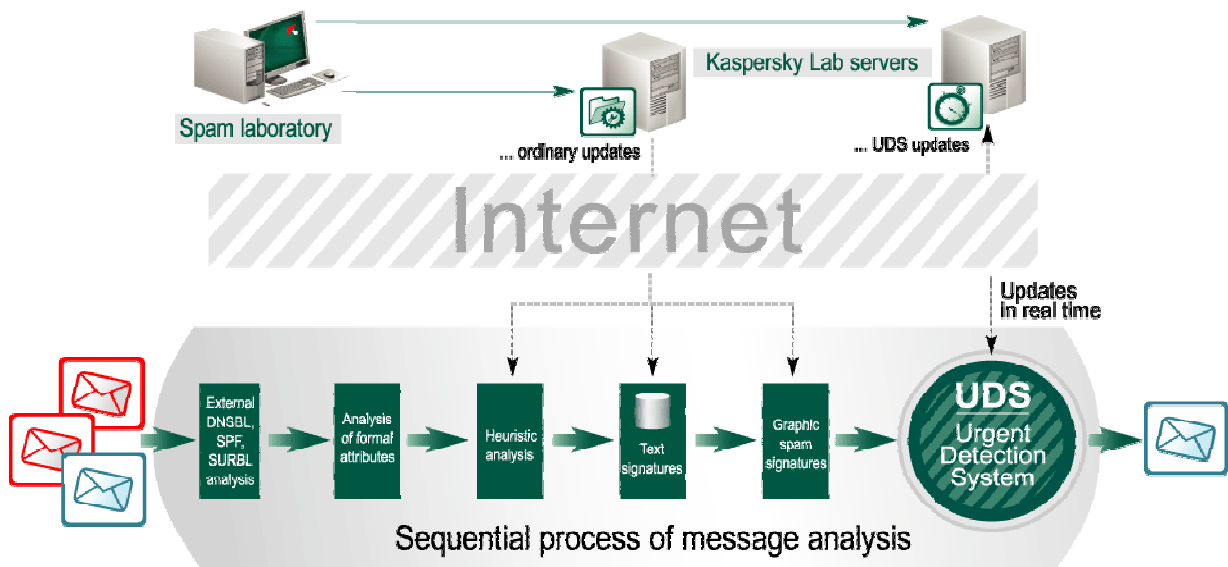 Kaspersky Lab servers
Spam laboratory
... ordinary updates
... UDS updates
Internet
Updates
in real time
External
DNSBL,
SPF,
SURBL
analysis
Analysis
of formal
attributes
Heuristic
analysis
Text
signatures
Graphic
spam
signatures
UDS
Urgent
Detection
System
Sequential process of message analysis